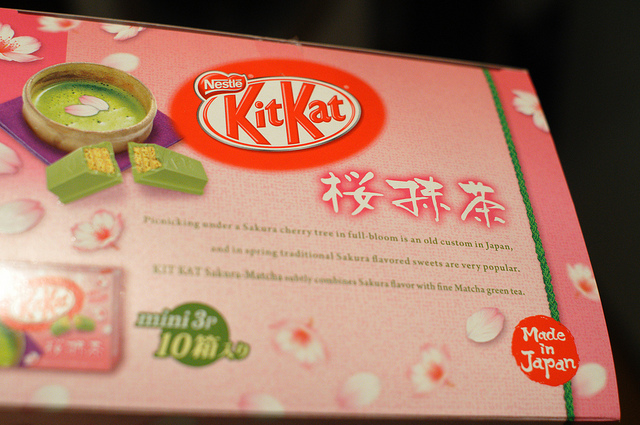 Nestlé
KitKat
桜抹茶
Picnicking under a Sakura cherry tree in full-bloom is an old custom in Japan,
and in spring traditional Sakura flavored sweets are very popular.
KIT KAT Sakura-Matcha subtly combines Sakura flavor with fine Matcha green tea.
mini 3P
10箱入り
Made
in
Japan